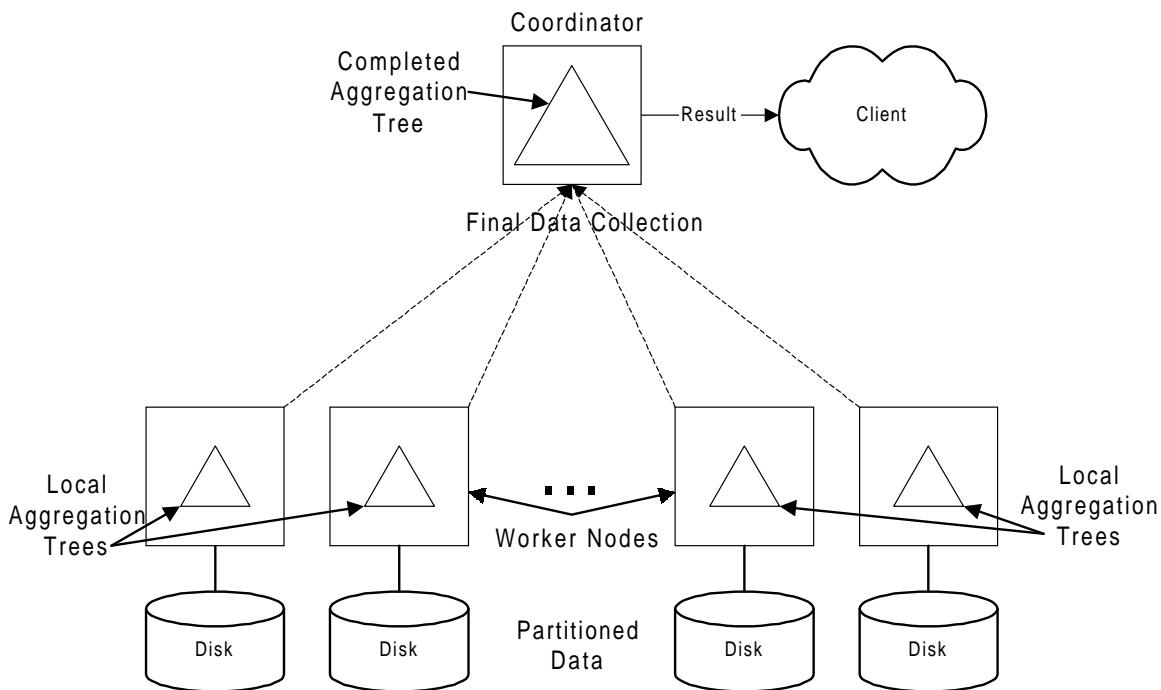 Coordinator
Completed
Aggregation
Tree
Result
Client
Final Data Collection
Local
Aggregation
Trees
...
Worker Nodes
Local
Aggregation
Trees
Disk
Disk
Partitioned
Data
Disk
Disk